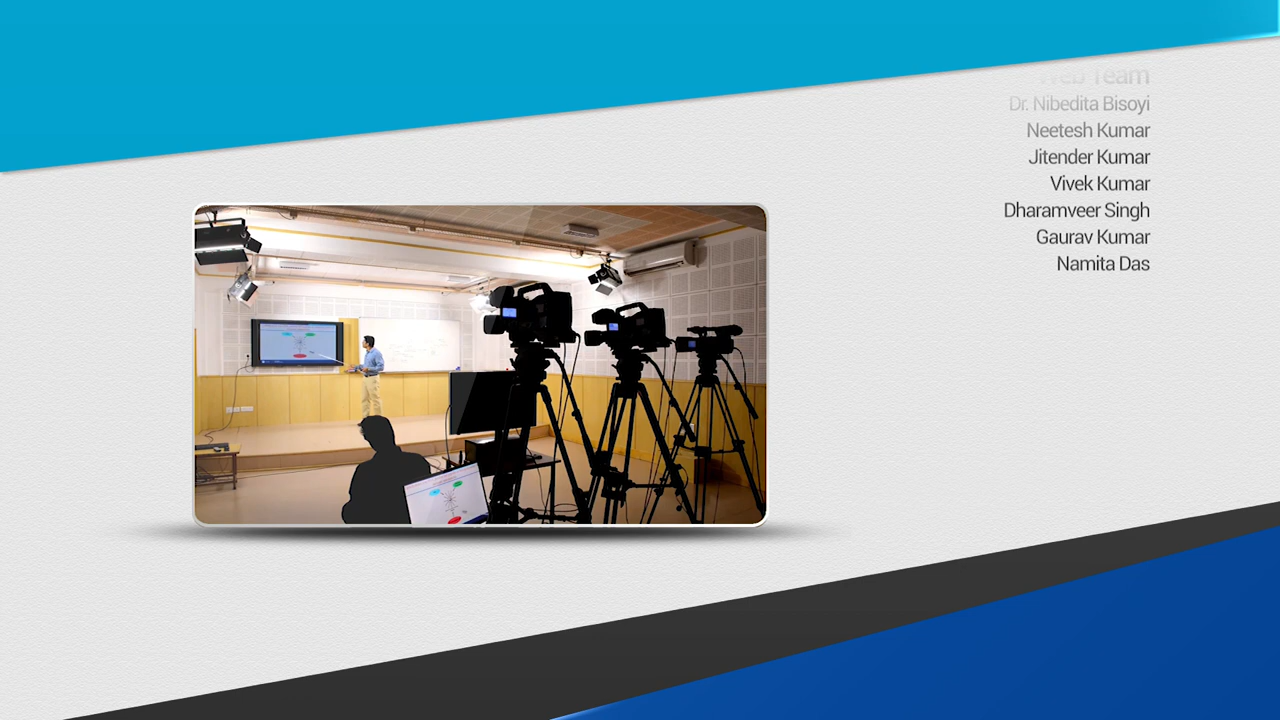 Web Team
Dr. Nibedita Bisoyi
Neetesh Kumar
Jitender Kumar
Vivek Kumar
Dharamveer Singh
Gaurav Kumar
Namita Das